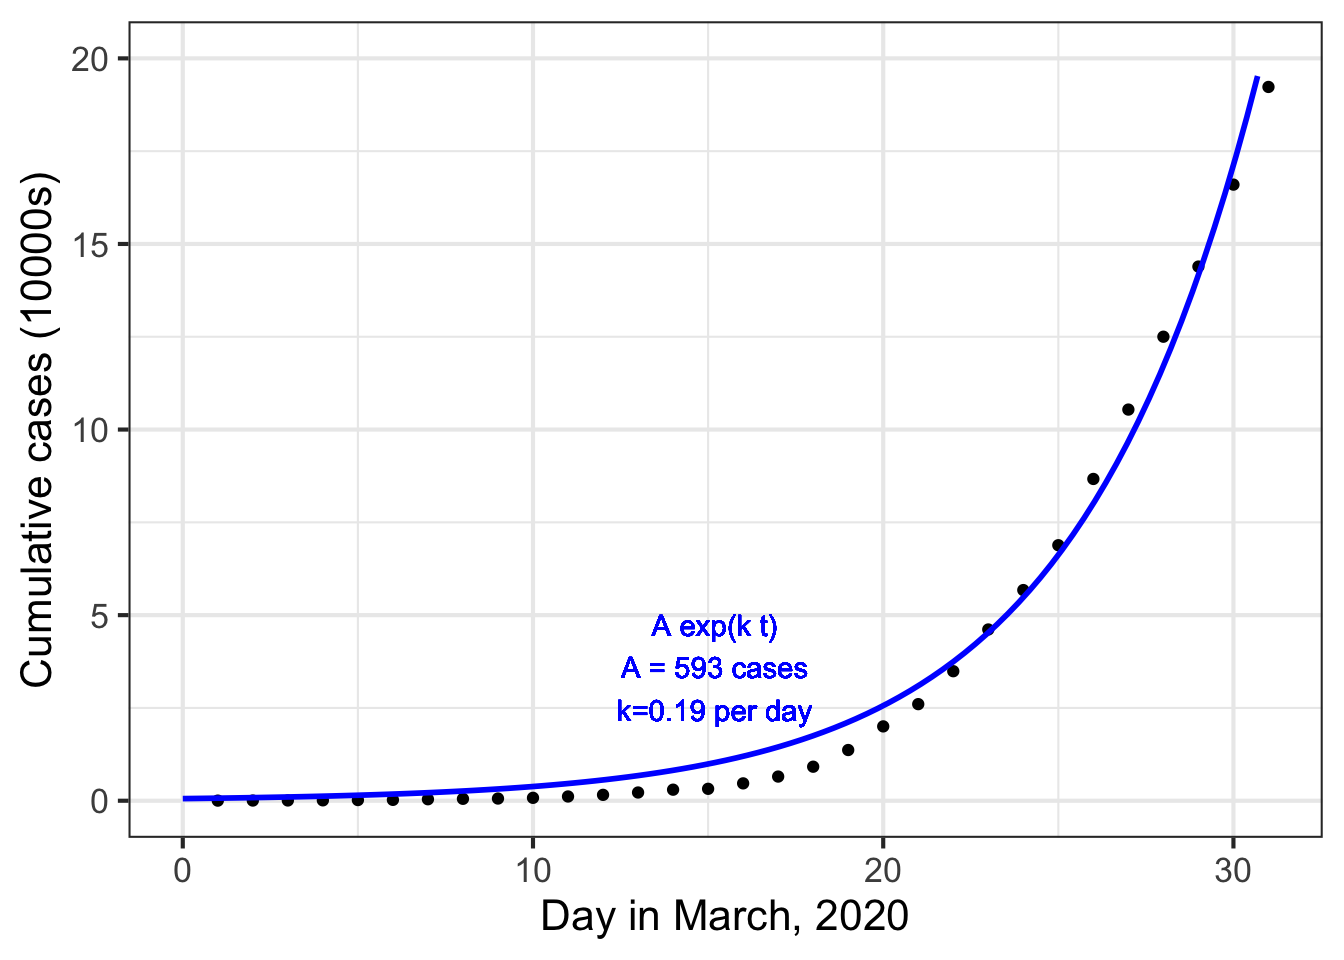 20
15
10
5
0
Cumulative cases (10000s)
A exp(k t)
A = 593 cases
k=0.19 per day
0
10
20
30
Day in March, 2020